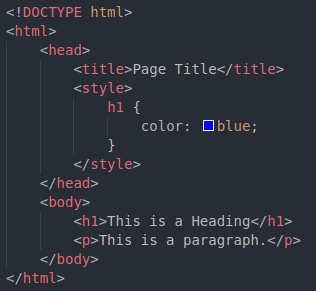 <!DOCTYPE html>
<html>
    <head>
        <title>Page Title</title>
        <style>
            h1 {
                color: blue;
            }
        </style>
    </head>
    <body>
        <h1>This is a Heading</h1>
        <p>This is a paragraph.</p>
    </body>
</html>